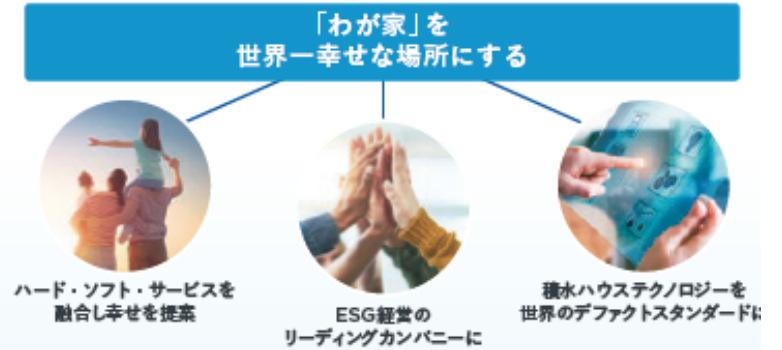 「わが家」を
世界一幸せな場所にする
ハード・ソフト・サービスを
融合し幸せを提案
ESG経営の
リーディングカンパニーに
積水ハウステクノロジーを
世界のデファクトスタンダードに